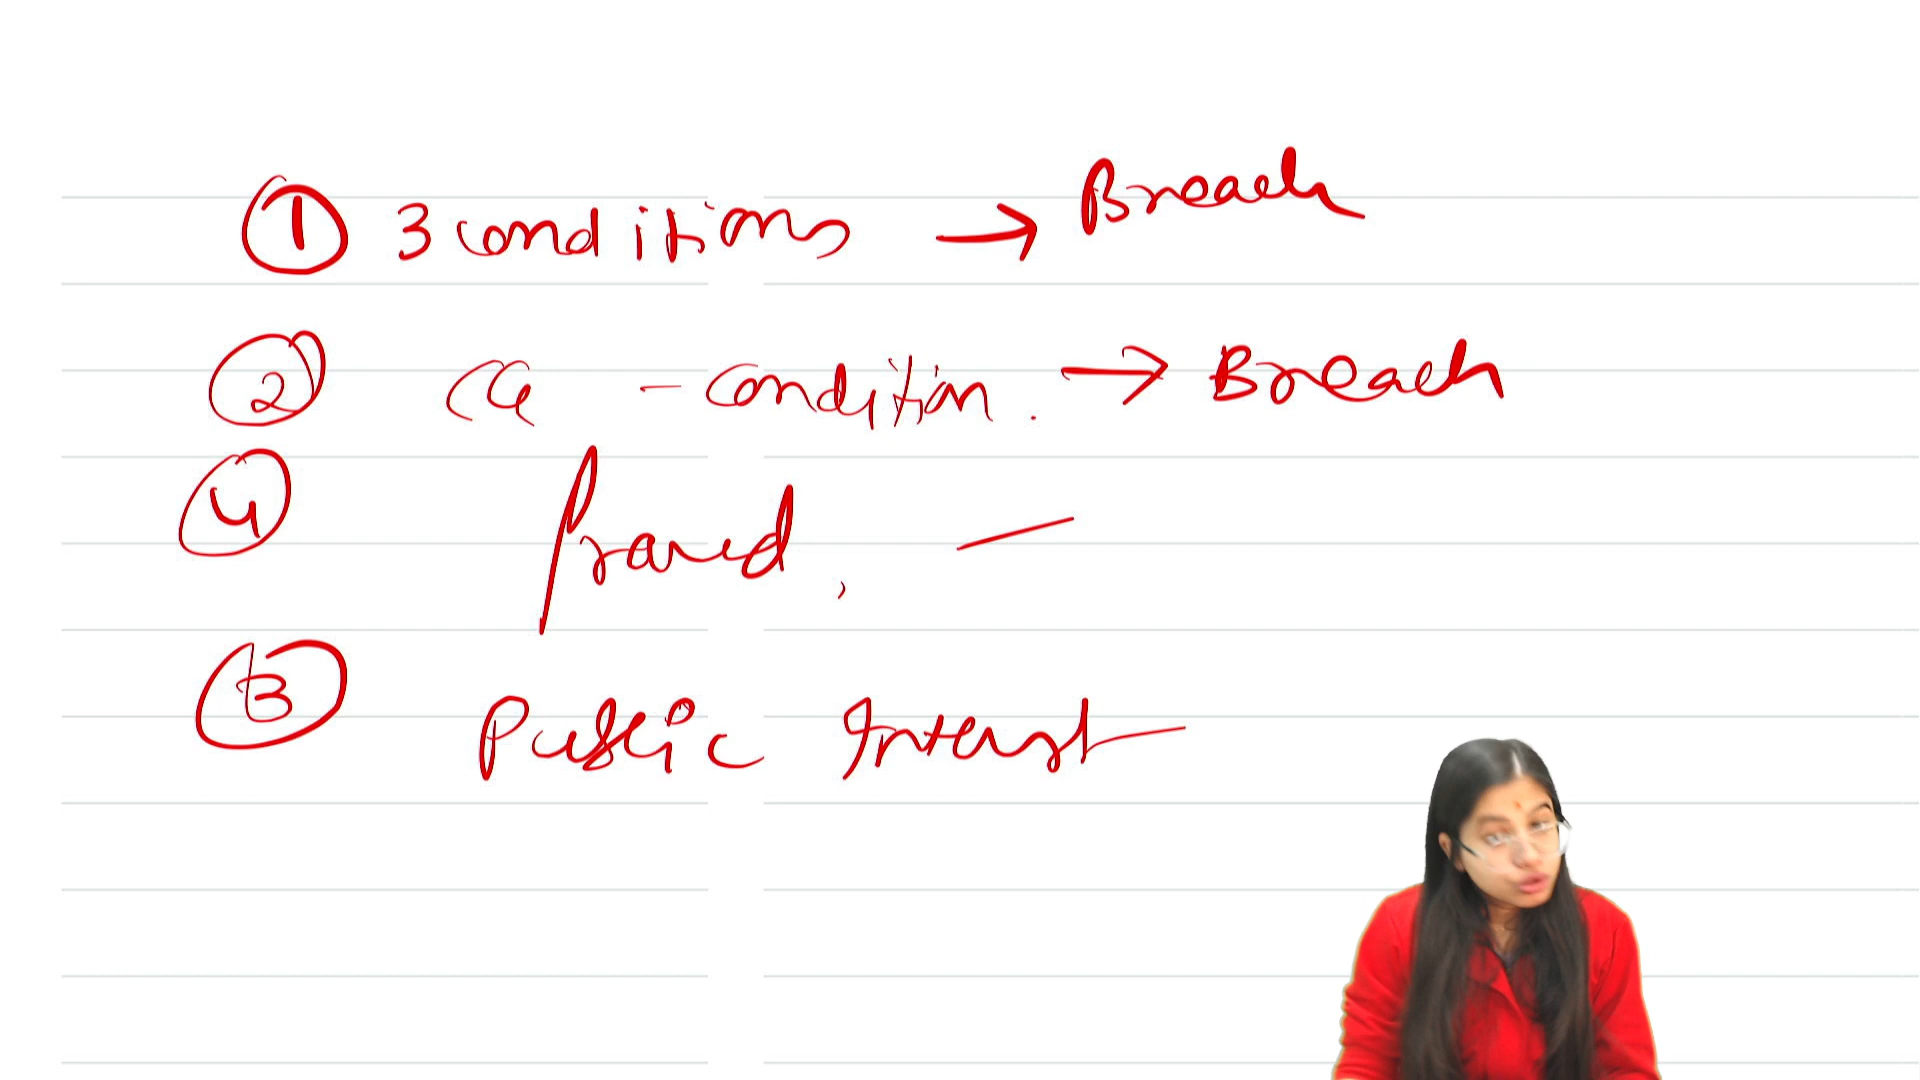 ① 3 conditions → Breach
② CG - condition. → Breach
④ fraud, —
③ Public Interest